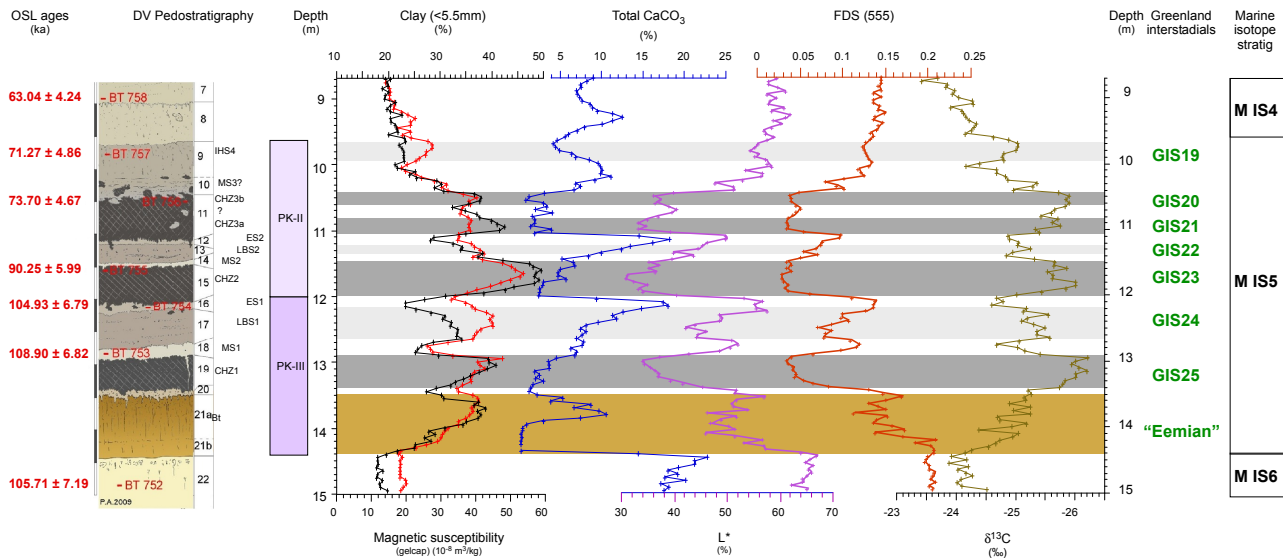 OSL ages
(ka)
DV Pedostratigraphy
Depth
(m)
Clay (<5.5mm)
(%)
Total CaCO3
(%)
FDS (555)
Depth
(m)
Greenland
interstadials
Marine
isotope
stratig
10 20 30 40 50
5 10 15 20 25
0 0.05 0.1 0.15 0.2 0.25
63.04 ± 4.24
71.27 ± 4.86
73.70 ± 4.67
90.25 ± 5.99
104.93 ± 6.79
108.90 ± 6.82
105.71 ± 7.19
BT 758
BT 757
BT 754
BT 753
BT 752
P.A.2009
7
8
9
10
11
12
13
14
15
16
17
18
19
20
21a Bt
21b
22
IHS4
MS3?
CHZ3b
?
CHZ3a
ES2
LBS2
MS2
CHZ2
ES1
LBS1
MS1
CHZ1
9
10
11
12
13
14
15
PK-II
PK-III
9
10
11
12
13
14
15
GIS19
GIS20
GIS21
GIS22
GIS23
GIS24
GIS25
“Eemian”
M IS4
M IS5
M IS6
0 10 20 30 40 50 60
30 40 60 80 100
-23 -24 -25 -26
Magnetic susceptibility
(gelcap) (10-8 m3/kg)
L*
(%)
δ13C
(‰)